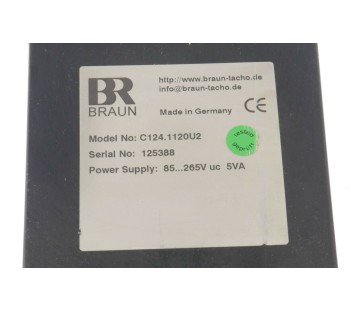 http://www.braun-tacho.de
info@braun-tacho.de
BR
BRAUN
Made in Germany
CE
Model No: C124.1120U2
Serial No: 125388
Power Supply: 85...265V uc 5VA